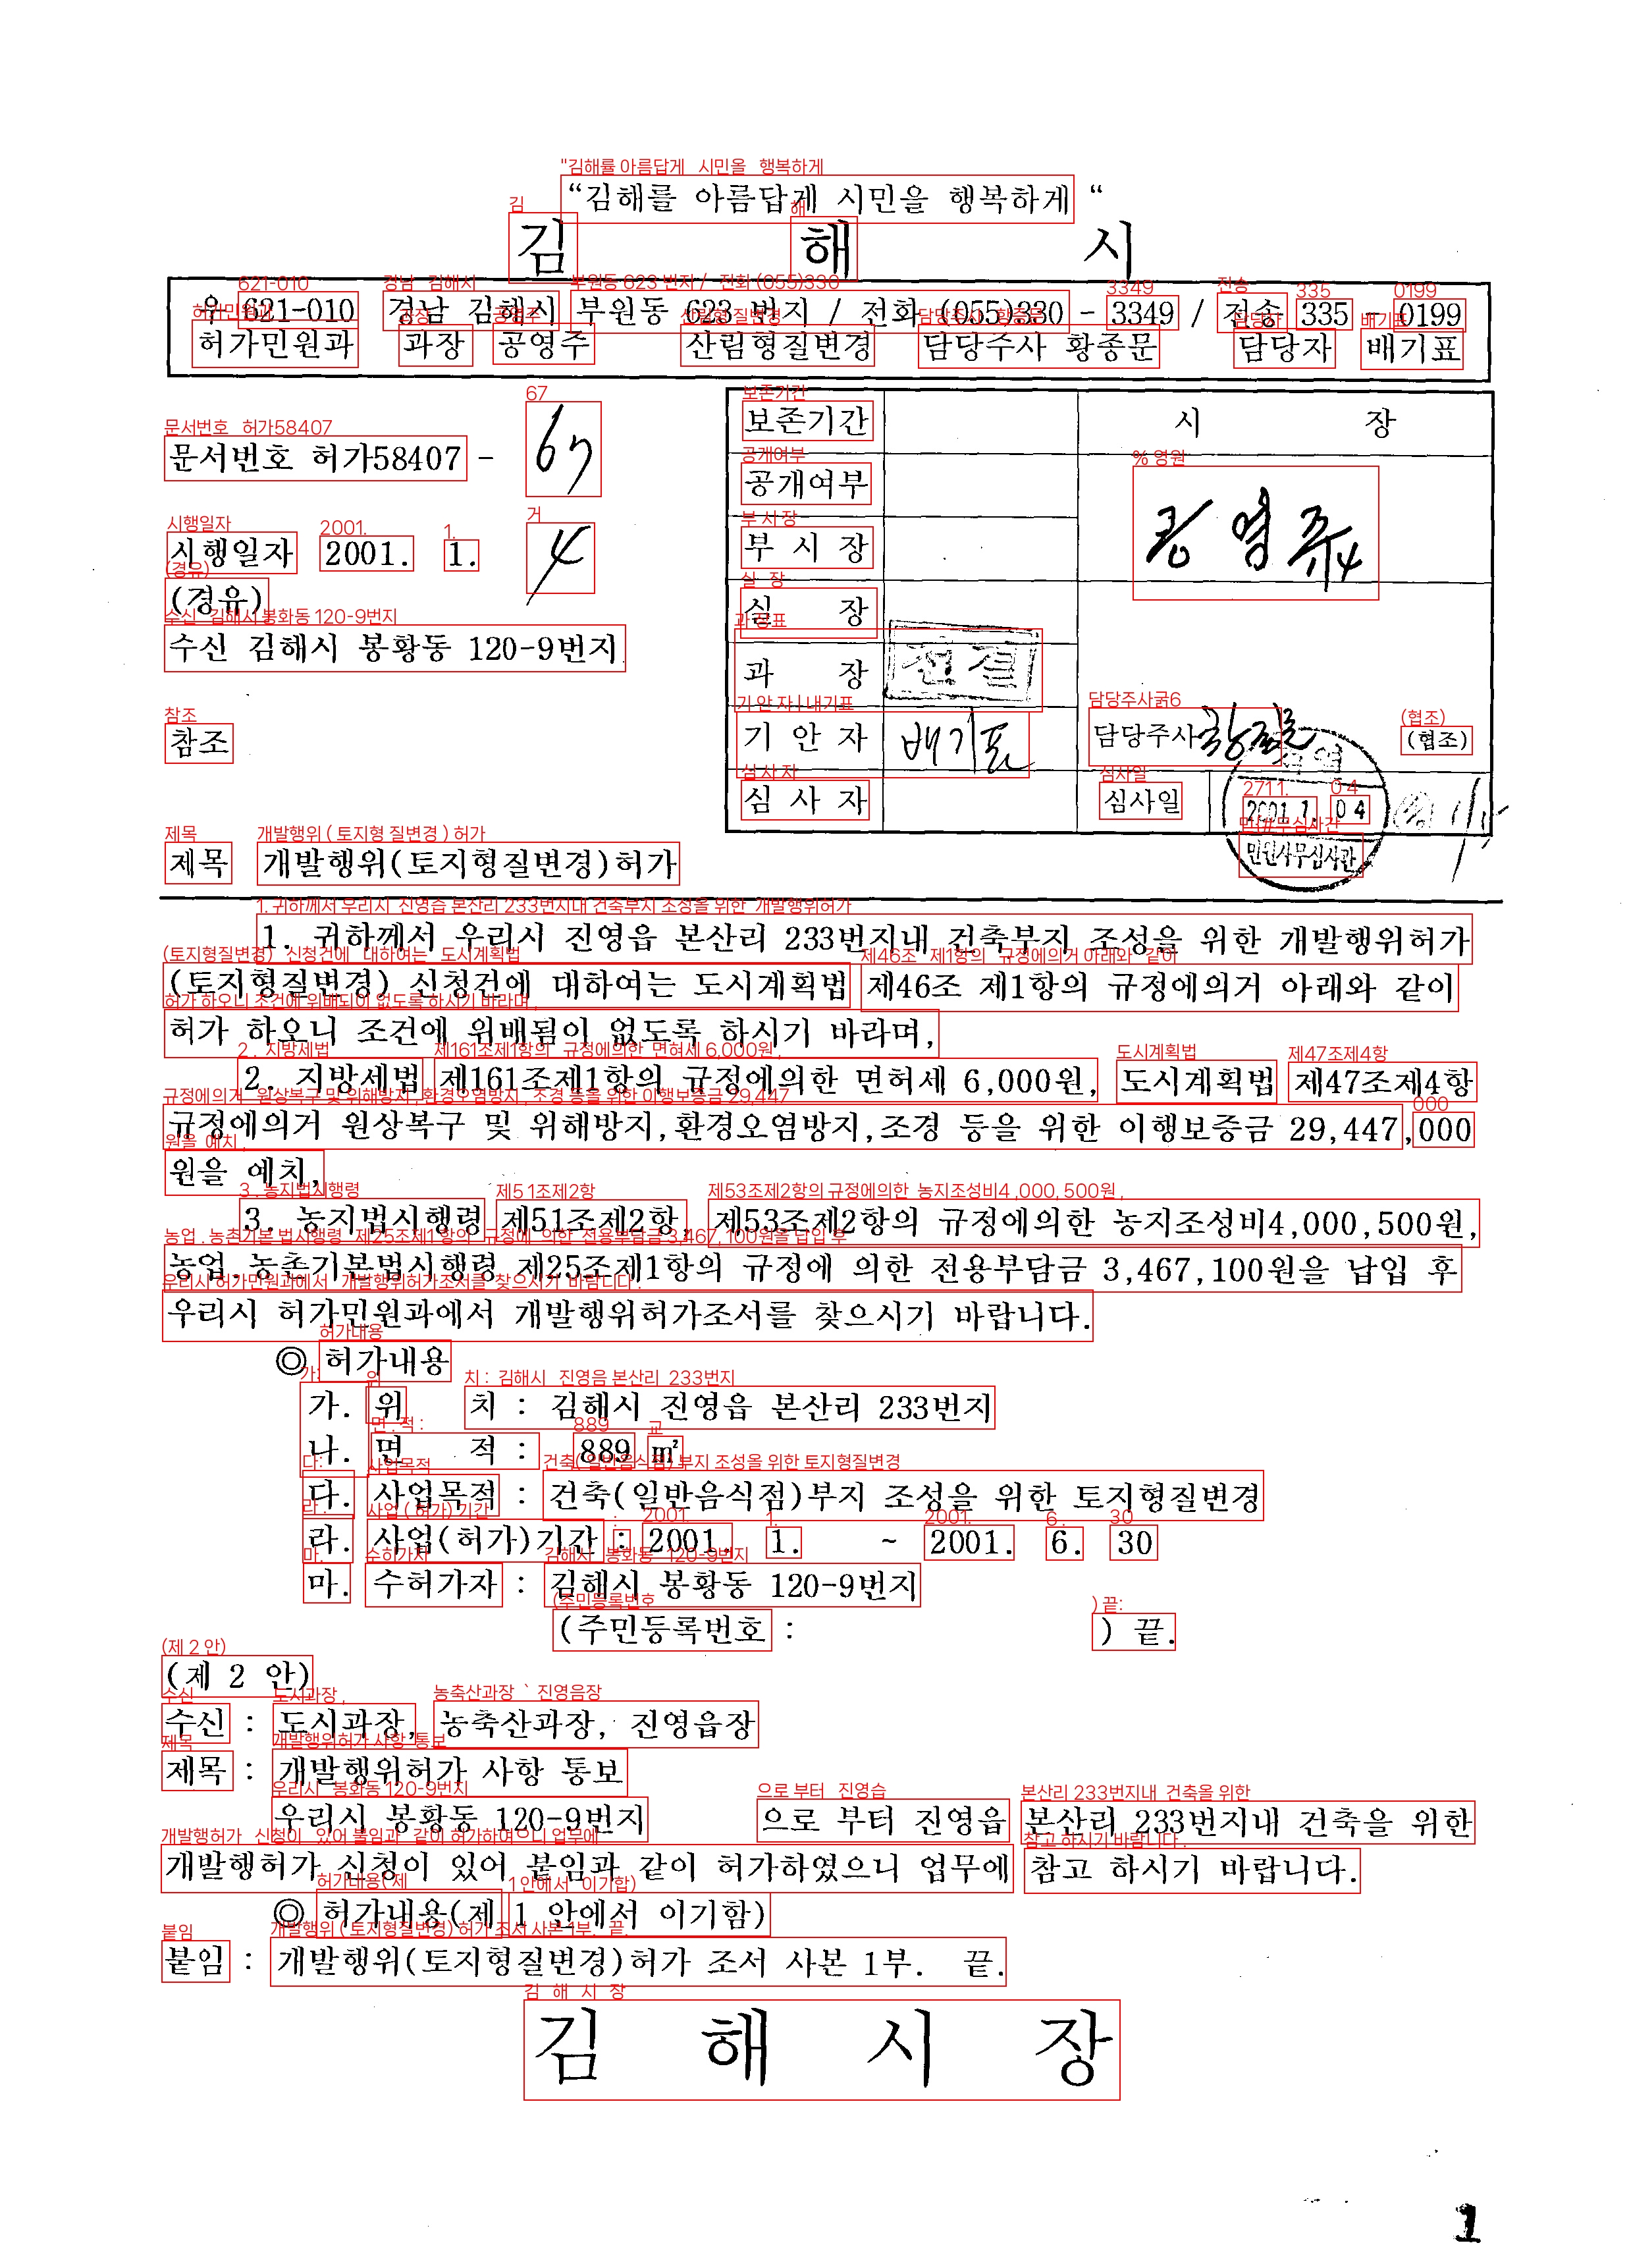 “김해를 아름답게 시민을 행복하게 “
김 해 시
우 621-010 경남 김해시 부원동 623 번지 / 전화 (055)330 - 3349 / 전송 335 - 0199
허가민원과 과장 공영주 산림형질변경 담당주사 황종문 담당자 배기표
문서번호 허가58407 - 67
시행일자 2001. 1. 4
(경유)
수신 김해시 봉황동 120-9번지
참조
보존기간 시 장
공개여부
부 시 장 공영주
실 장
과 장 전결
기 안 자 배기표 담당주사 (협조)
심사자 심사일 2001. 1. 04
민원사무심사관
제목 개발행위(토지형질변경)허가
1. 귀하께서 우리시 진영읍 본산리 233번지내 건축부지 조성을 위한 개발행위허가
(토지형질변경) 신청건에 대하여는 도시계획법 제46조 제1항의 규정에의거 아래와 같이
허가 하오니 조건에 위배됨이 없도록 하시기 바라며,
2. 지방세법 제161조제1항의 규정에의한 면허세 6,000원, 도시계획법 제47조제4항
규정에의거 원상복구 및 위해방지,환경오염방지,조경 등을 위한 이행보증금 29,447,000
원을 예치,
3. 농지법시행령 제51조제2항, 제53조제2항의 규정에의한 농지조성비4,000,500원,
농업.농촌기본법시행령 제25조제1항의 규정에 의한 전용부담금 3,467,100원을 납입 후
우리시 허가민원과에서 개발행위허가조서를 찾으시기 바랍니다.
◎ 허가내용
가. 위 치 : 김해시 진영읍 본산리 233번지
나. 면 적 : 889 ㎡
다. 사업목적 : 건축(일반음식점)부지 조성을 위한 토지형질변경
라. 사업(허가)기간 : 2001. 1. ~ 2001. 6. 30
마. 수허가자 : 김해시 봉황동 120-9번지
(주민등록번호 : ) 끝.
(제 2 안)
수신 : 도시과장, 농축산과장, 진영읍장
제목 : 개발행위허가 사항 통보
우리시 봉황동 120-9번지 으로 부터 진영읍 본산리 233번지내 건축을 위한
개발행허가 신청이 있어 붙임과 같이 허가하였으니 업무에 참고 하시기 바랍니다.
◎ 허가내용(제 1 안에서 이기함)
붙임 : 개발행위(토지형질변경)허가 조서 사본 1부. 끝.
김 해 시 장
1